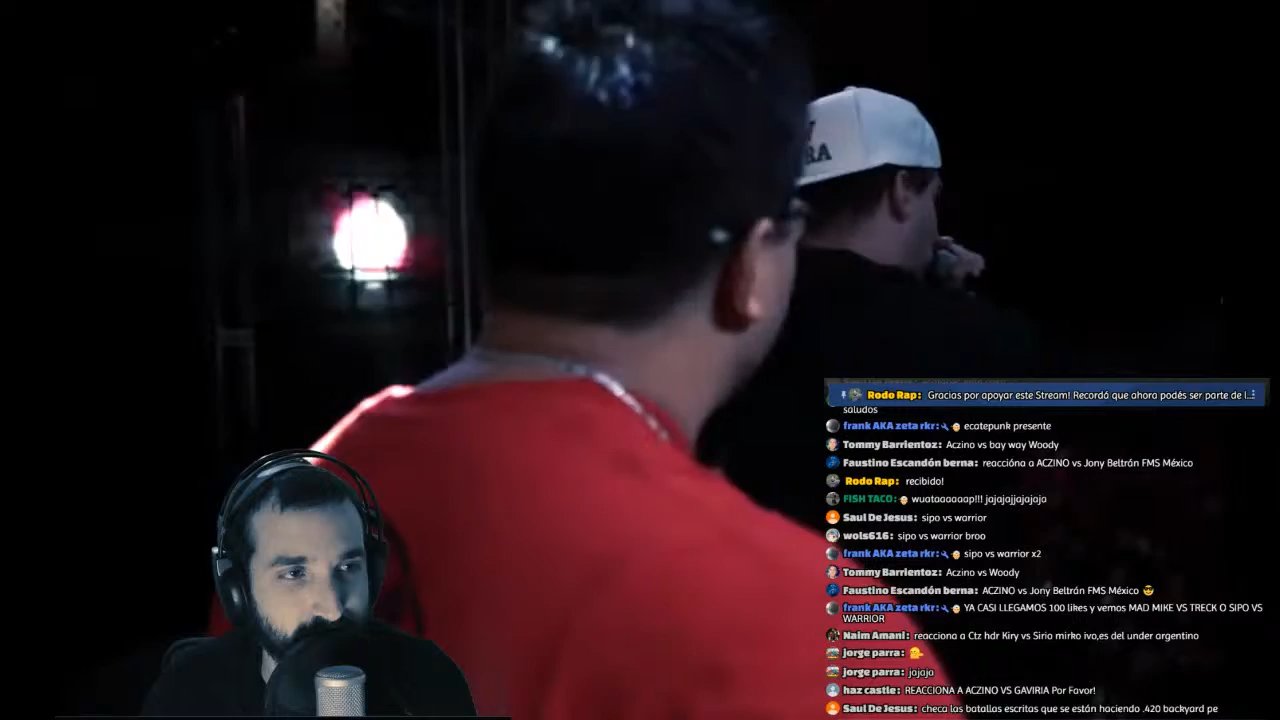 RA
Rodo Rap: Gracias por apoyar este Stream! Recordá que ahora podés ser parte de l...
saludos
frank AKA zeta rkr: ecatepunk presente
Tommy Barrientoz: Aczino vs bay way Woody
Faustino Escandón berna: reaccióna a ACZINO vs Jony Beltrán FMS México
Rodo Rap: recibido!
FISH TACO: wuataaaaaap!!! jajajajjajajaja
Saul De Jesus: sipo vs warrior
wols616: sipo vs warrior broo
frank AKA zeta rkr: sipo vs warrior x2
Tommy Barrientoz: Aczino vs Woody
Faustino Escandón berna: ACZINO vs Jony Beltrán FMS México 😎
frank AKA zeta rkr: YA CASI LLEGAMOS 100 likes y vemos MAD MIKE VS TRECK O SIPO VS
WARRIOR
Naim Amani: reacciona a Ctz hdr Kiry vs Sirio mirko ivo,es del under argentino
jorge parra:
jorge parra: jajaja
haz castle: REACCIONA A ACZINO VS GAVIRIA Por Favor!
Saul De Jesus: checa las batallas escritas que se están haciendo .420 backyard pe